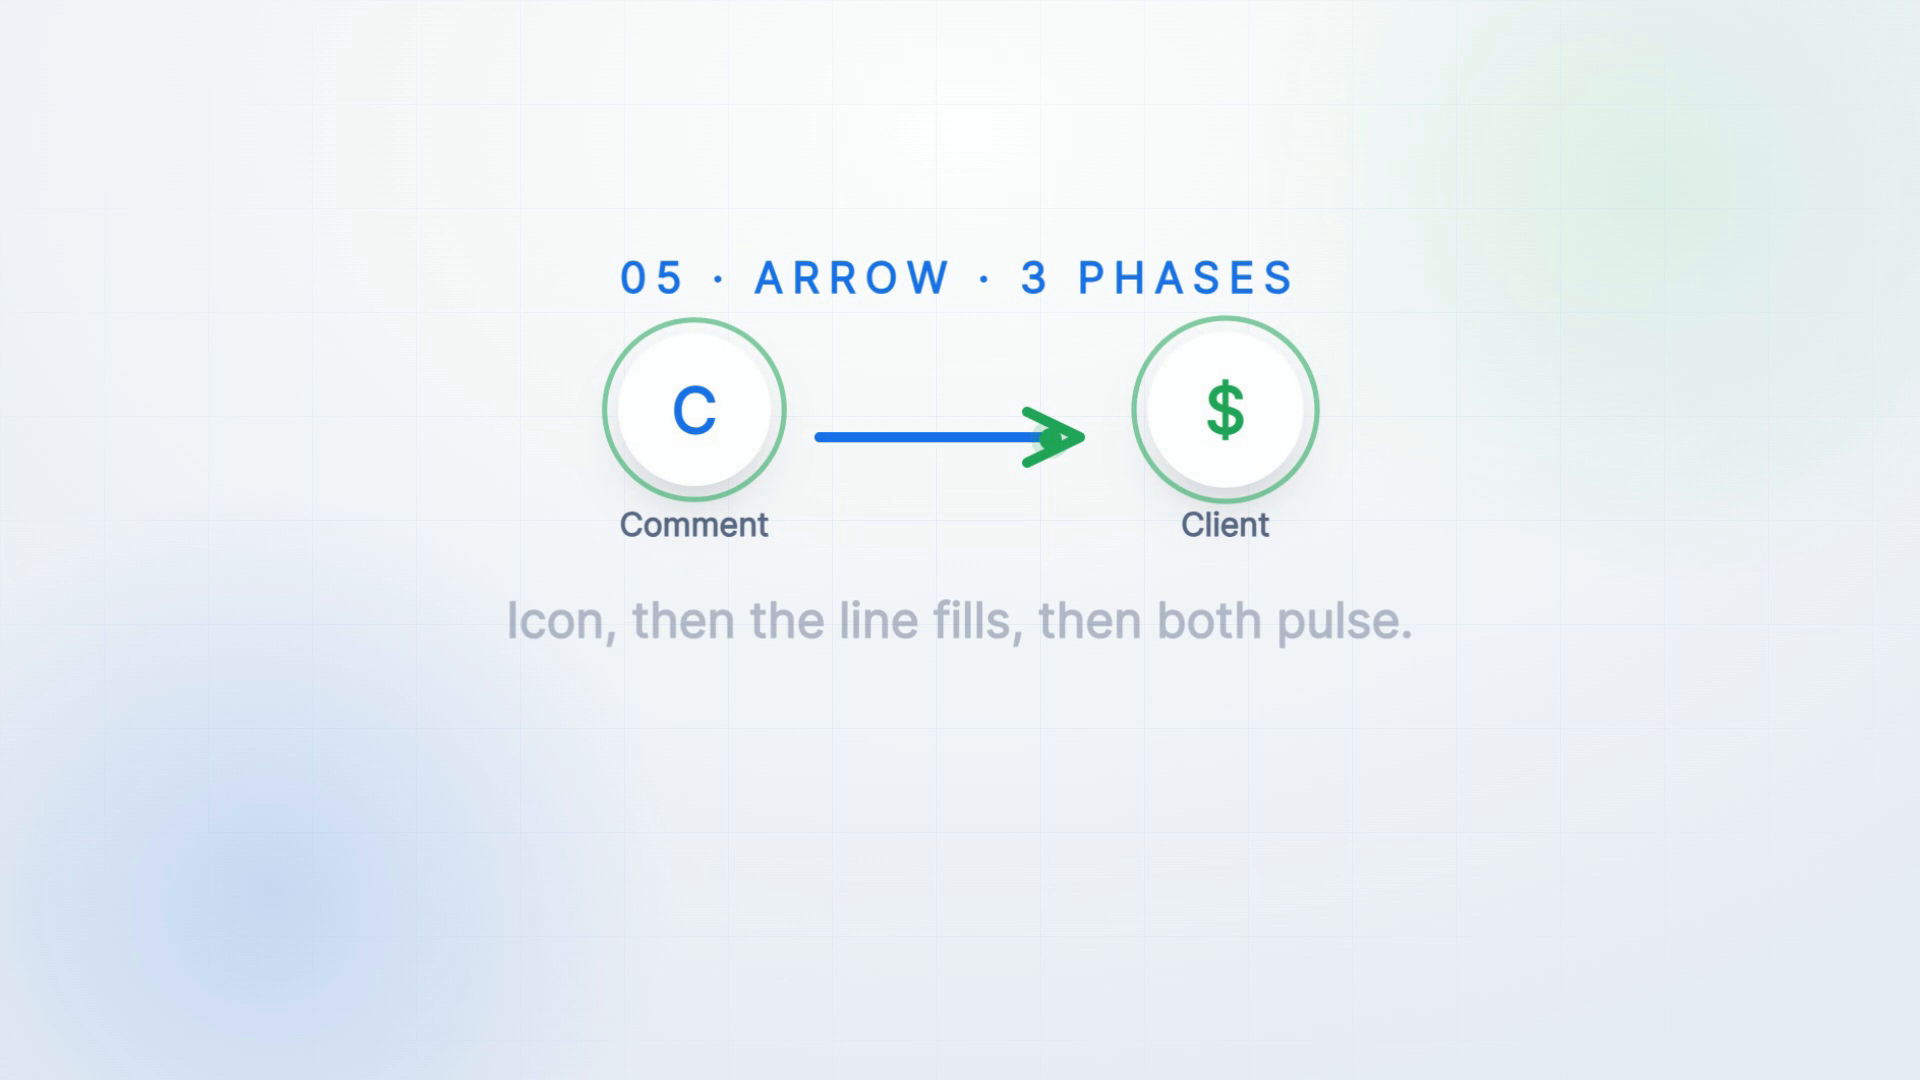 05 · ARROW · 3 PHASES
C
$
Comment
Client
Icon, then the line fills, then both pulse.